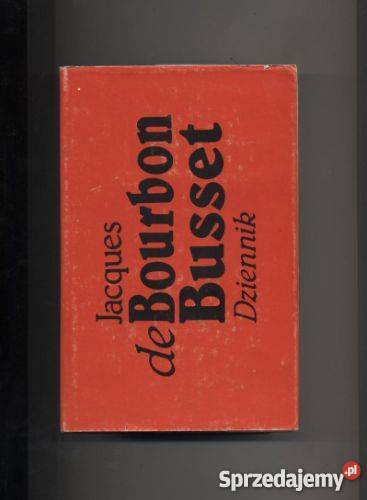 Jacques
de Bourbon
Busset
Dziennik
Sprzedajemy.pl